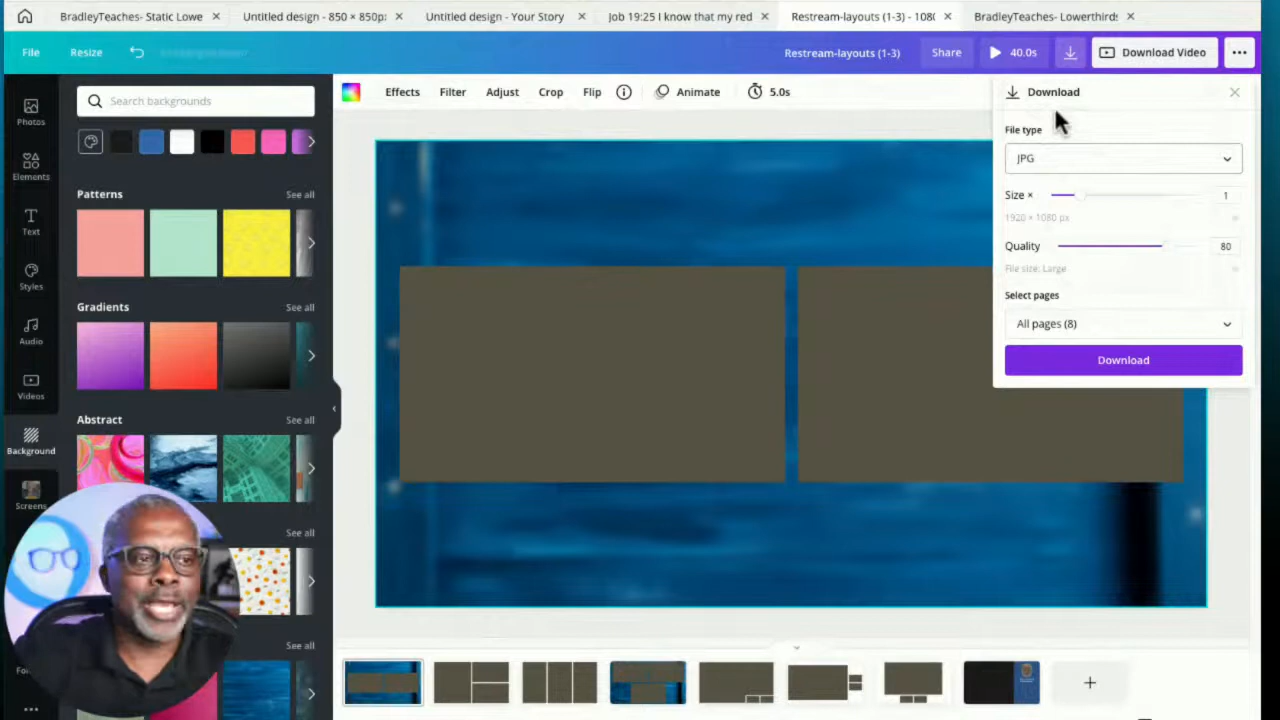 BradleyTeaches- Static Lowe
Untitled design - 850 × 850p
Untitled design - Your Story
Job 19:25 I know that my red
Restream-layouts (1-3) - 108
BradleyTeaches- Lowerthirds
File
Resize
Restream-layouts (1-3)
Share
40.0s
Download Video
Search backgrounds
Effects
Filter
Adjust
Crop
Flip
Animate
5.0s
Download
File type
JPG
Size ×
1
1920 × 1080 px
Quality
80
File size: Large
Select pages
All pages (8)
Download
Photos
Elements
Text
Styles
Audio
Videos
Background
Screens
Patterns
See all
Gradients
See all
Abstract
See all
See all
See all